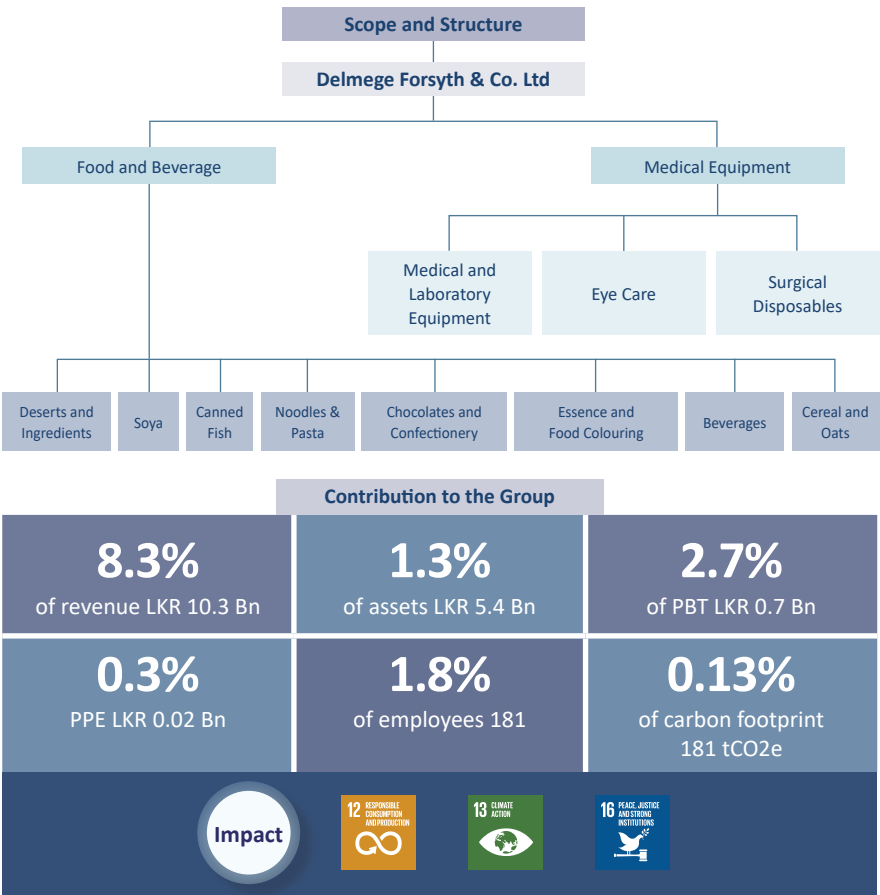 Scope and Structure
Delmege Forsyth & Co. Ltd
Food and Beverage
Medical Equipment
Medical and
Laboratory
Equipment
Eye Care
Surgical
Disposables
Deserts and
Ingredients
Soya
Canned
Fish
Noodles &
Pasta
Chocolates and
Confectionery
Essence and
Food Colouring
Beverages
Cereal and
Oats
Contribution to the Group
8.3%
of revenue LKR 10.3 Bn
1.3%
of assets LKR 5.4 Bn
2.7%
of PBT LKR 0.7 Bn
0.3%
PPE LKR 0.02 Bn
1.8%
of employees 181
0.13%
of carbon footprint
181 tCO2e
Impact
12 RESPONSIBLE
CONSUMPTION
AND PRODUCTION
13 CLIMATE
ACTION
16 PEACE, JUSTICE
AND STRONG
INSTITUTIONS